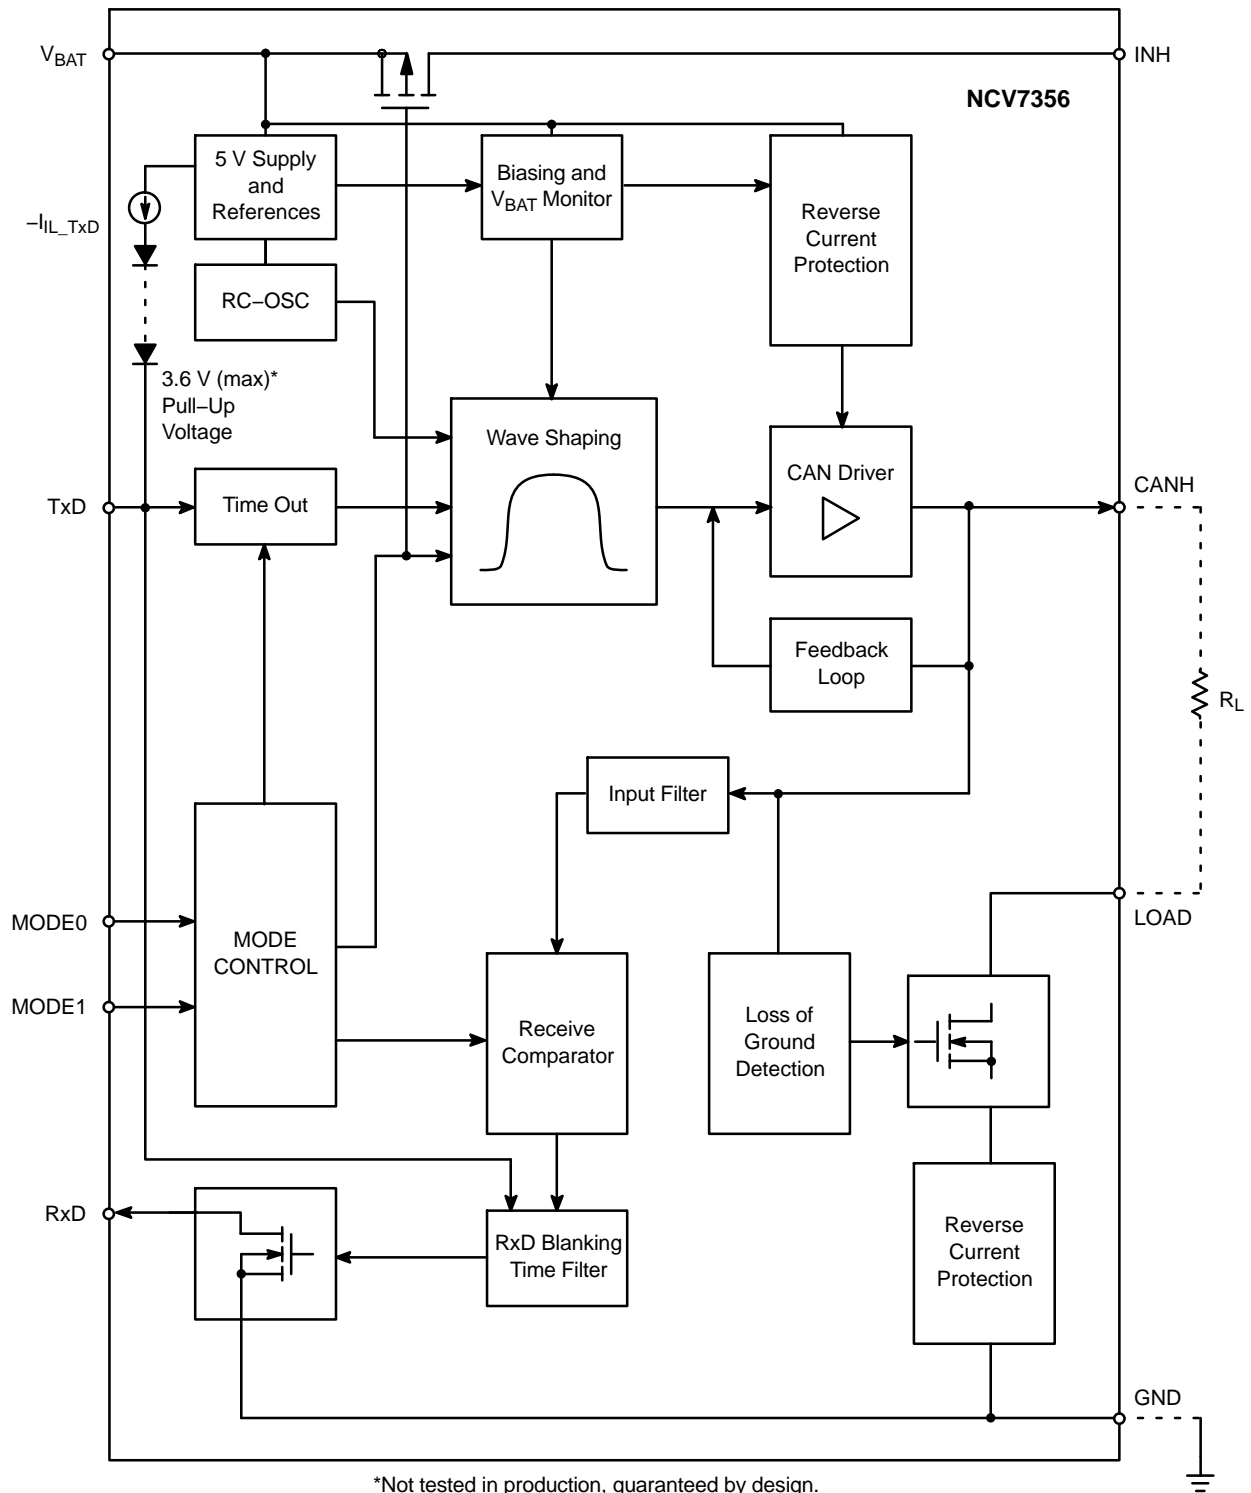 V_BAT
INH
NCV7356
5 V Supply
and
References
Biasing and
V_BAT Monitor
Reverse
Current
Protection
–I_IL_TxD
RC–OSC
3.6 V (max)*
Pull–Up
Voltage
Wave Shaping
CAN Driver
CANH
TxD
Time Out
Feedback
Loop
R_L
Input Filter
MODE0
LOAD
MODE
CONTROL
MODE1
Receive
Comparator
Loss of
Ground
Detection
RxD
RxD Blanking
Time Filter
Reverse
Current
Protection
GND
*Not tested in production, guaranteed by design.